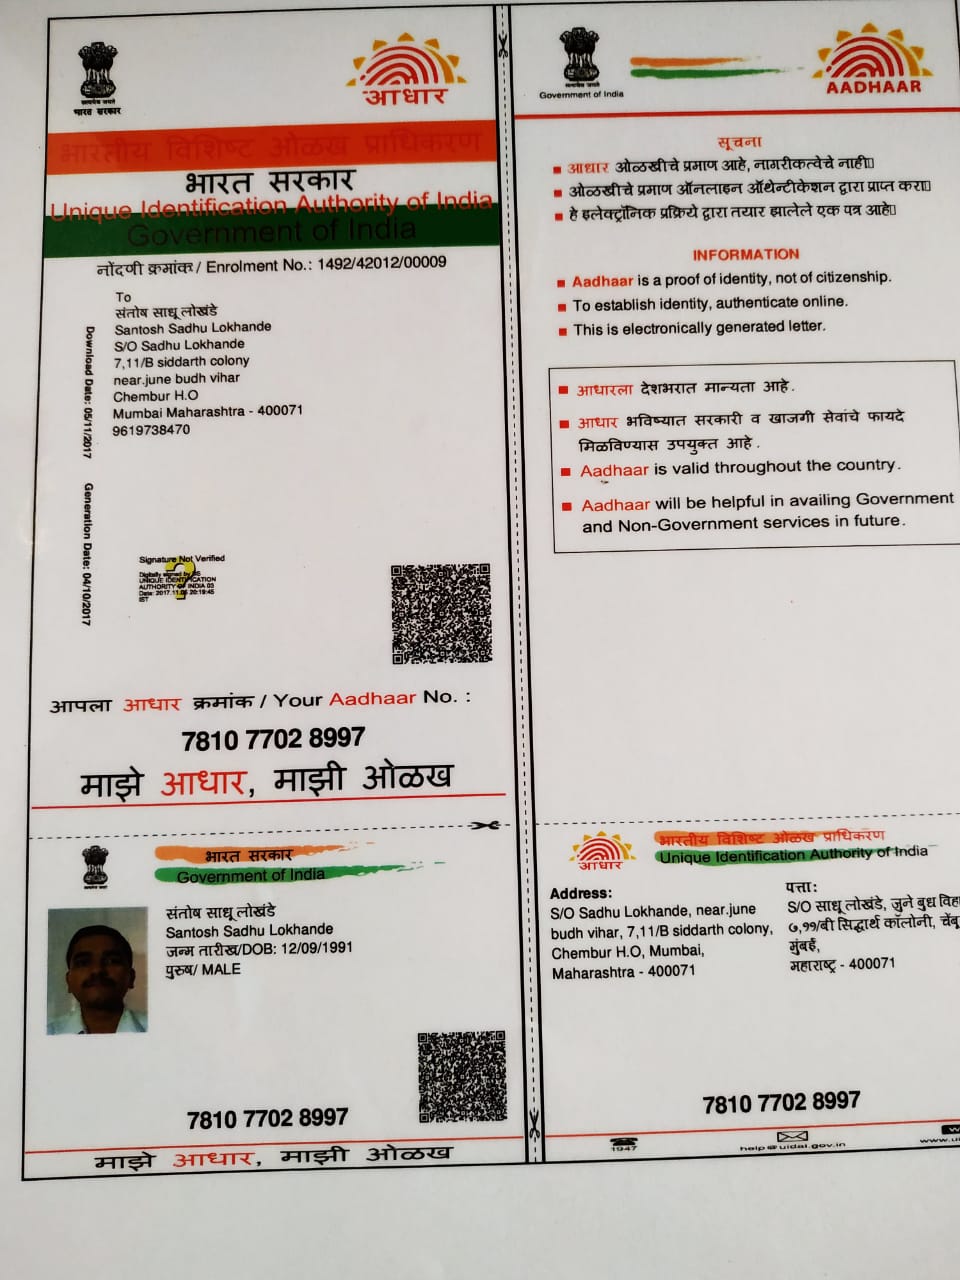 सत्यमेव जयते
भारत सरकार
आधार
भारतीय विशिष्ट ओळख प्राधिकरण
भारत सरकार
Unique Identification Authority of India
Government of India
नोंदणी क्रमांक / Enrolment No.: 1492/42012/00009
To
संतोष साधू लोखंडे
Santosh Sadhu Lokhande
S/O Sadhu Lokhande
7,11/B siddarth colony
near.june budh vihar
Chembur H.O
Mumbai Maharashtra - 400071
9619738470
Download Date: 05/11/2017
Generation Date: 04/10/2017
Signature Not Verified
Digitally signed by DS
UNIQUE IDENTIFICATION
AUTHORITY OF INDIA 03
Date: 2017.11.05 20:19:45
IST
आपला आधार क्रमांक / Your Aadhaar No. :
7810 7702 8997
माझे आधार, माझी ओळख
सत्यमेव जयते
Government of India
AADHAAR
सूचना
आधार ओळखीचे प्रमाण आहे, नागरीकत्वेचे नाही
ओळखीचे प्रमाण ऑनलाइन ऑथेन्टीकेशन द्वारा प्राप्त करा
हे इलेक्ट्रॉनिक प्रक्रिये द्वारा तयार झालेले एक पत्र आहे
INFORMATION
Aadhaar is a proof of identity, not of citizenship.
To establish identity, authenticate online.
This is electronically generated letter.
आधारला देशभरात मान्यता आहे .
आधार भविष्यात सरकारी व खाजगी सेवांचे फायदे
मिळविण्यास उपयुक्त आहे .
Aadhaar is valid throughout the country.
Aadhaar will be helpful in availing Government
and Non-Government services in future.
भारत सरकार
Government of India
संतोष साधू लोखंडे
Santosh Sadhu Lokhande
जन्म तारीख/DOB: 12/09/1991
पुरुष/ MALE
7810 7702 8997
माझे आधार, माझी ओळख
आधार
भारतीय विशिष्ट ओळख प्राधिकरण
Unique Identification Authority of India
Address:
S/O Sadhu Lokhande, near.june
budh vihar, 7,11/B siddarth colony,
Chembur H.O, Mumbai,
Maharashtra - 400071
पत्ता:
S/O साधू लोखंडे, जुने बुध
७,११/बी सिद्धार्थ कॉलोनी,
मुंबई,
महाराष्ट्र - 400071
7810 7702 8997
1947
help@uidai.gov.in